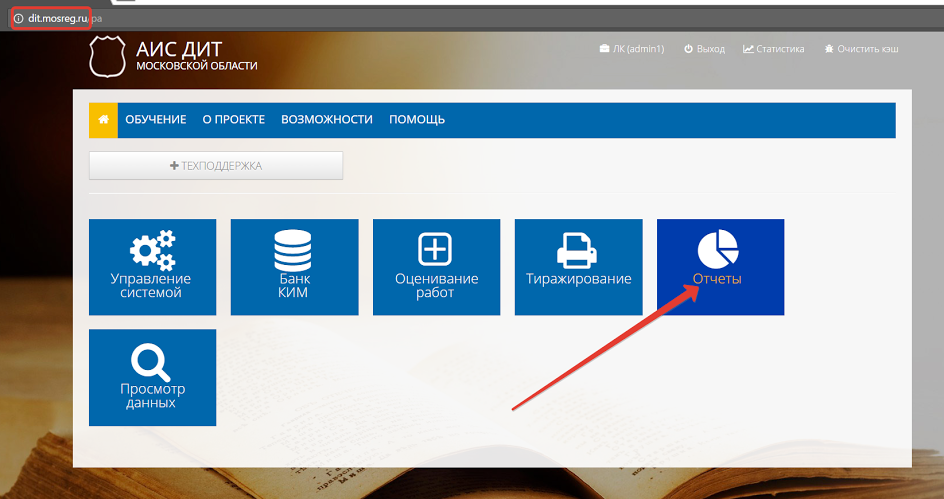 dit.mosreg.ru/pa
АИС ДИТ
МОСКОВСКОЙ ОБЛАСТИ
ЛК (admin1) Выход Статистика Очистить кэш
ОБУЧЕНИЕ О ПРОЕКТЕ ВОЗМОЖНОСТИ ПОМОЩЬ
ТЕХПОДДЕРЖКА
Управление
системой
Банк
КИМ
Оценивание
работ
Тиражирование
Отчеты
Просмотр
данных